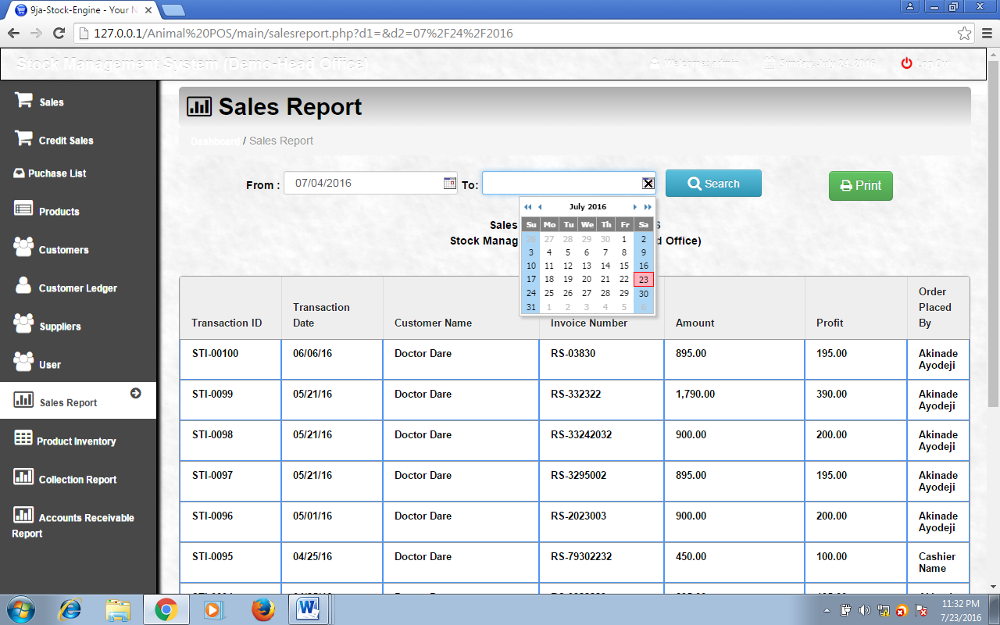 9ja-Stock-Engine - Your N
127.0.0.1/Animal%20POS/main/salesreport.php?d1=&d2=07%2F24%2F2016
Stock Management System (Demo-Head Office)
Welcome: admin
Sunday, July 24, 2016
Log Out
Sales
Credit Sales
Puchase List
Products
Customers
Customer Ledger
Suppliers
User
Sales Report
Product Inventory
Collection Report
Accounts Receivable
Report
Sales Report
Dashboard / Sales Report
From : 07/04/2016 To: Search Print
Sales
Stock Manag d Office)
July 2016
Su Mo Tu We Th Fr Sa
26 27 28 29 30 1 2
3 4 5 6 7 8 9
10 11 12 13 14 15 16
17 18 19 20 21 22 23
24 25 26 27 28 29 30
31 1 2 3 4 5 6
Transaction ID Transaction Date Customer Name Invoice Number Amount Profit Order Placed By
STI-00100 06/06/16 Doctor Dare RS-03830 895.00 195.00 Akinade Ayodeji
STI-0099 05/21/16 Doctor Dare RS-332322 1,790.00 390.00 Akinade Ayodeji
STI-0098 05/21/16 Doctor Dare RS-33242032 900.00 200.00 Akinade Ayodeji
STI-0097 05/21/16 Doctor Dare RS-3295002 895.00 195.00 Akinade Ayodeji
STI-0096 05/01/16 Doctor Dare RS-2023003 900.00 200.00 Akinade Ayodeji
STI-0095 04/25/16 Doctor Dare RS-79302232 450.00 100.00 Cashier Name
11:32 PM
7/23/2016